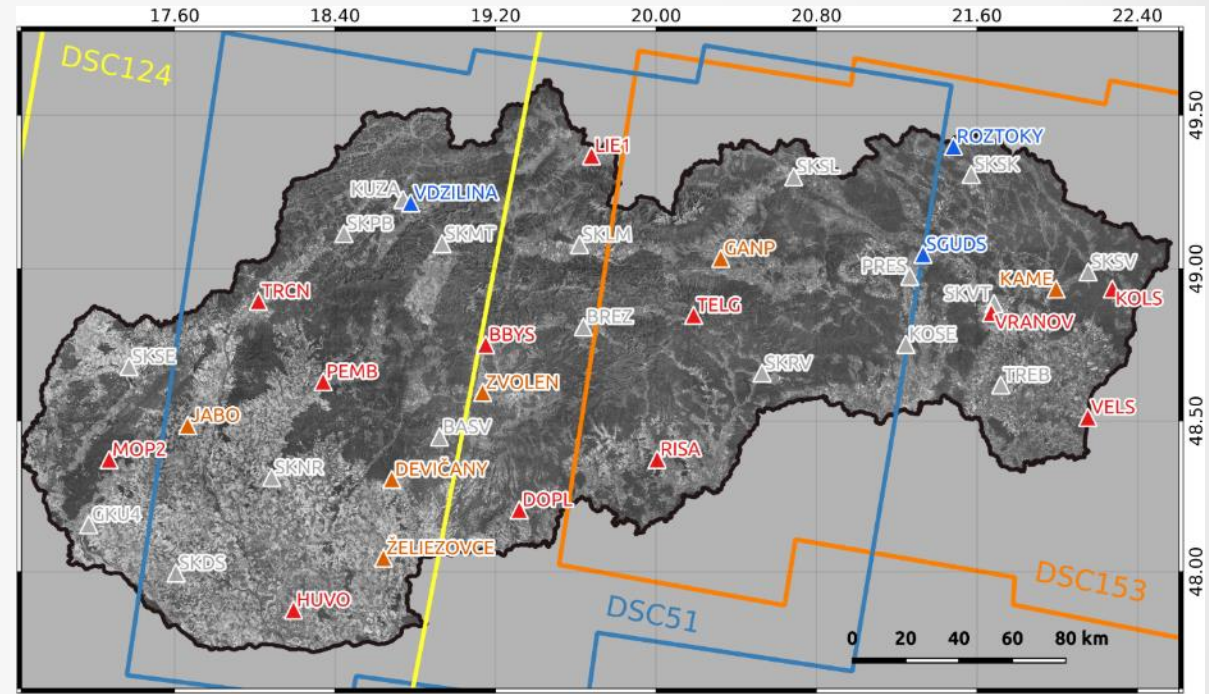 17.60 18.40 19.20 20.00 20.80 21.60 22.40
DSC124
49.50
ROZTOKY
LIE1
SKSL
SKSK
KUZA
VDZILINA
SKPB
SKMT
SKLM
GANP
SGUDS
49.00
PRES
SKSV
KAME
TRCN
TELG
SKVT
KOLS
BREZ
VRANOV
BBYS
KOSE
SKSE
PEMB
SKRV
TREB
ZVOLEN
JABO
VELS
48.50
BASV
MOP2
RISA
SKNR
DEVIČANY
DOPL
GKU4
ŽELIEZOVCE
48.00
SKDS
DSC153
HUVO
DSC51
0 20 40 60 80 km